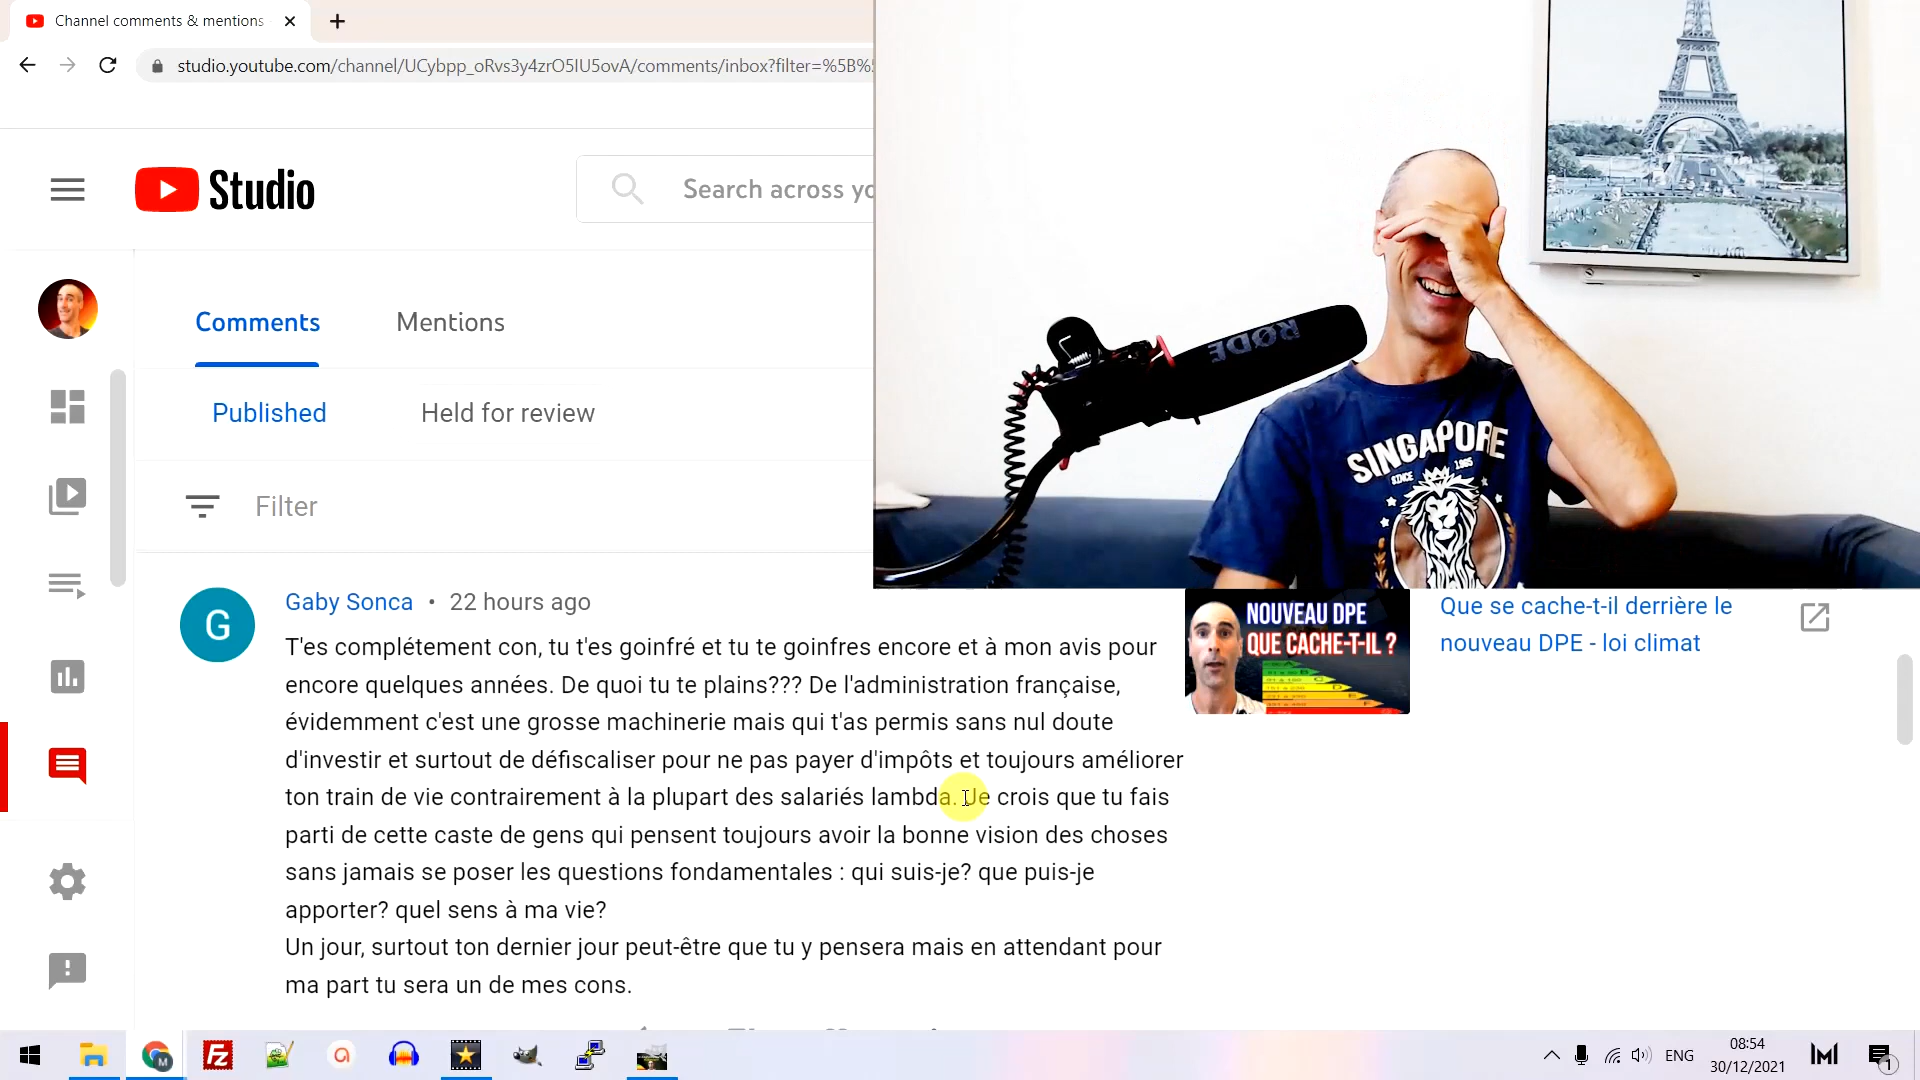 Channel comments & mentions
studio.youtube.com/channel/UCybpp_oRvs3y4zrO5IU5ovA/comments/inbox?filter=%5B%
Studio
Search across yo
Comments
Mentions
Published
Held for review
Filter
RØDE
SINGAPORE
SINCE 1965
G
Gaby Sonca • 22 hours ago
T'es complétement con, tu t'es goinfré et tu te goinfres encore et à mon avis pour
encore quelques années. De quoi tu te plains??? De l'administration française,
évidemment c'est une grosse machinerie mais qui t'as permis sans nul doute
d'investir et surtout de défiscaliser pour ne pas payer d'impôts et toujours améliorer
ton train de vie contrairement à la plupart des salariés lambda. Je crois que tu fais
parti de cette caste de gens qui pensent toujours avoir la bonne vision des choses
sans jamais se poser les questions fondamentales : qui suis-je? que puis-je
apporter? quel sens à ma vie?
Un jour, surtout ton dernier jour peut-être que tu y pensera mais en attendant pour
ma part tu sera un de mes cons.
NOUVEAU DPE
QUE CACHE-T-IL ?
Que se cache-t-il derrière le
nouveau DPE - loi climat
ENG
08:54
30/12/2021
1